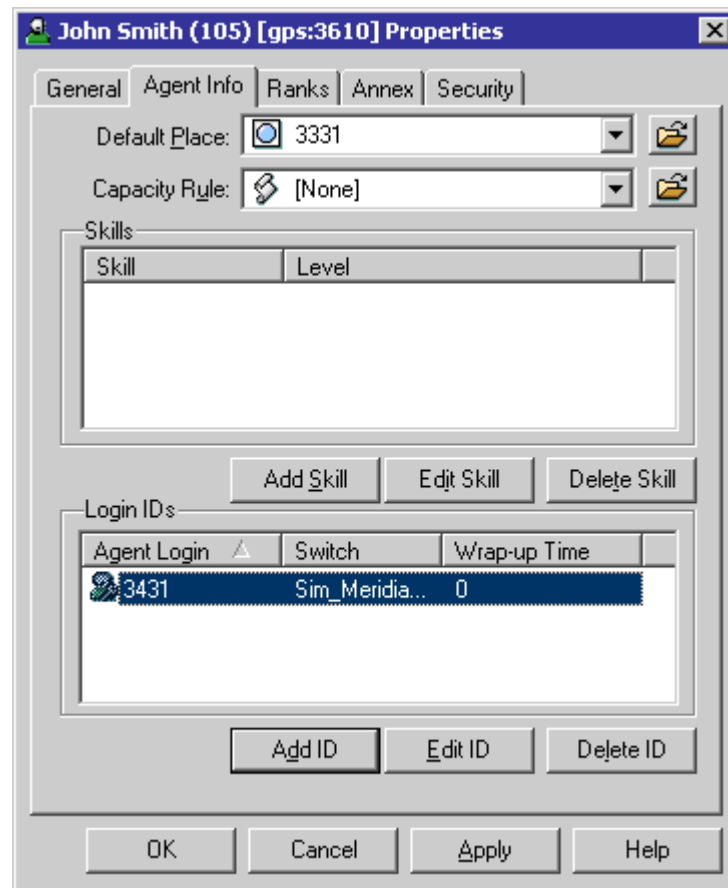 John Smith (105) [gps:3610] Properties
General Agent Info Ranks Annex Security
Default Place: 3331
Capacity Rule: [None]
Skills
Skill Level
Add Skill Edit Skill Delete Skill
Login IDs
Agent Login Switch Wrap-up Time
3431 Sim_Meridia... 0
Add ID Edit ID Delete ID
OK Cancel Apply Help